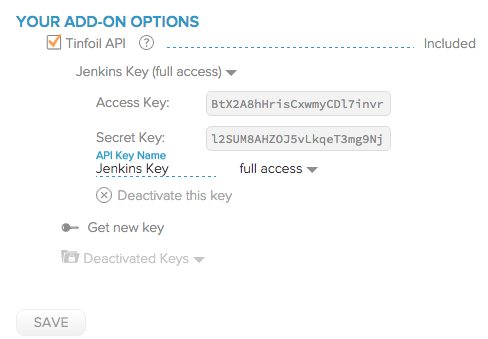 YOUR ADD-ON OPTIONS
Tinfoil API ? Included
Jenkins Key (full access)
Access Key: BtX2A8hHrisCxwmyCDl7invr
Secret Key: l2SUM8AHZOJ5vLkqeT3mg9Nj
API Key Name
Jenkins Key full access
Deactivate this key
Get new key
Deactivated Keys
SAVE